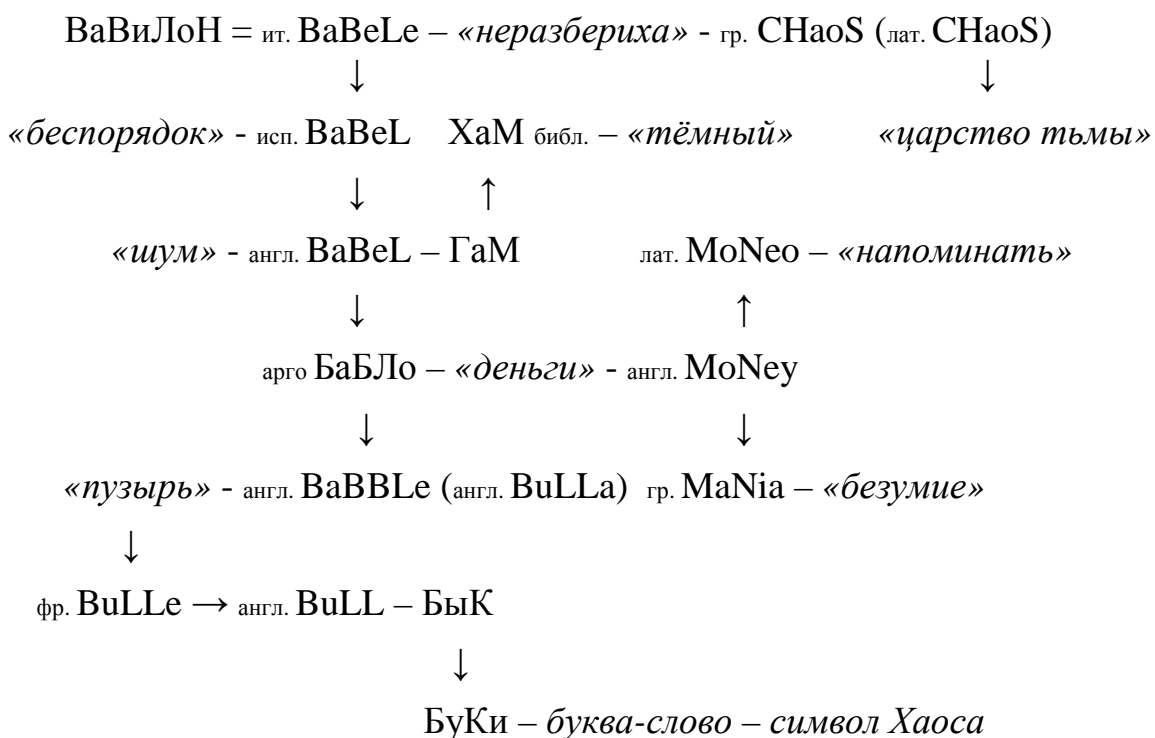 ВаВиЛоН = ит. BaBeLe – «неразбериха» - гр. CHaoS (лат. CHaoS)
↓ ↓
«беспорядок» - исп. BaBeL ХаМ библ. – «тёмный» «царство тьмы»
↓ ↑
«шум» - англ. BaBeL – ГаМ лат. MoNeo – «напоминать»
↓ ↑
арго БаБЛо – «деньги» - англ. MoNey
↓ ↓
«пузырь» - англ. BaBBLe (англ. BuLLa) гр. MaNia – «безумие»
↓
фр. BuLLe → англ. BuLL – БыК
↓
БуКи – буква-слово – символ Хаоса